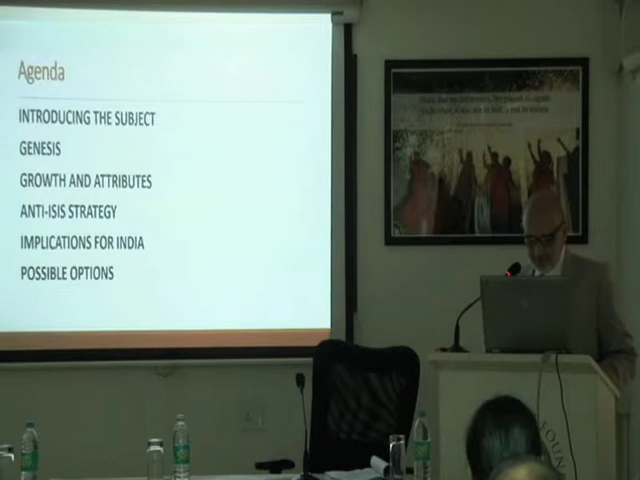 Agenda
INTRODUCING THE SUBJECT
GENESIS
GROWTH AND ATTRIBUTES
ANTI-ISIS STRATEGY
IMPLICATIONS FOR INDIA
POSSIBLE OPTIONS